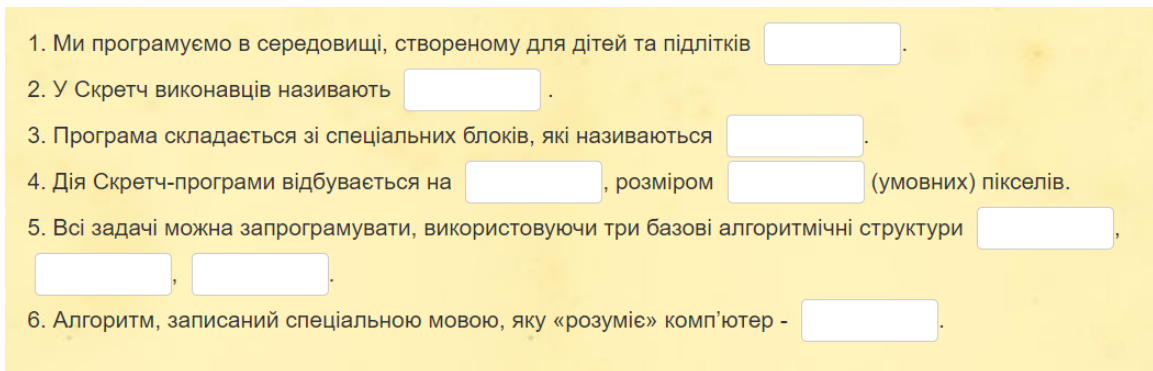 1. Ми програмуємо в середовищі, створеному для дітей та підлітків .
2. У Скретч виконавців називають .
3. Програма складається зі спеціальних блоків, які називаються .
4. Дія Скретч-програми відбувається на , розміром (умовних) пікселів.
5. Всі задачі можна запрограмувати, використовуючи три базові алгоритмічні структури ,
, .
6. Алгоритм, записаний спеціальною мовою, яку «розуміє» комп’ютер - .